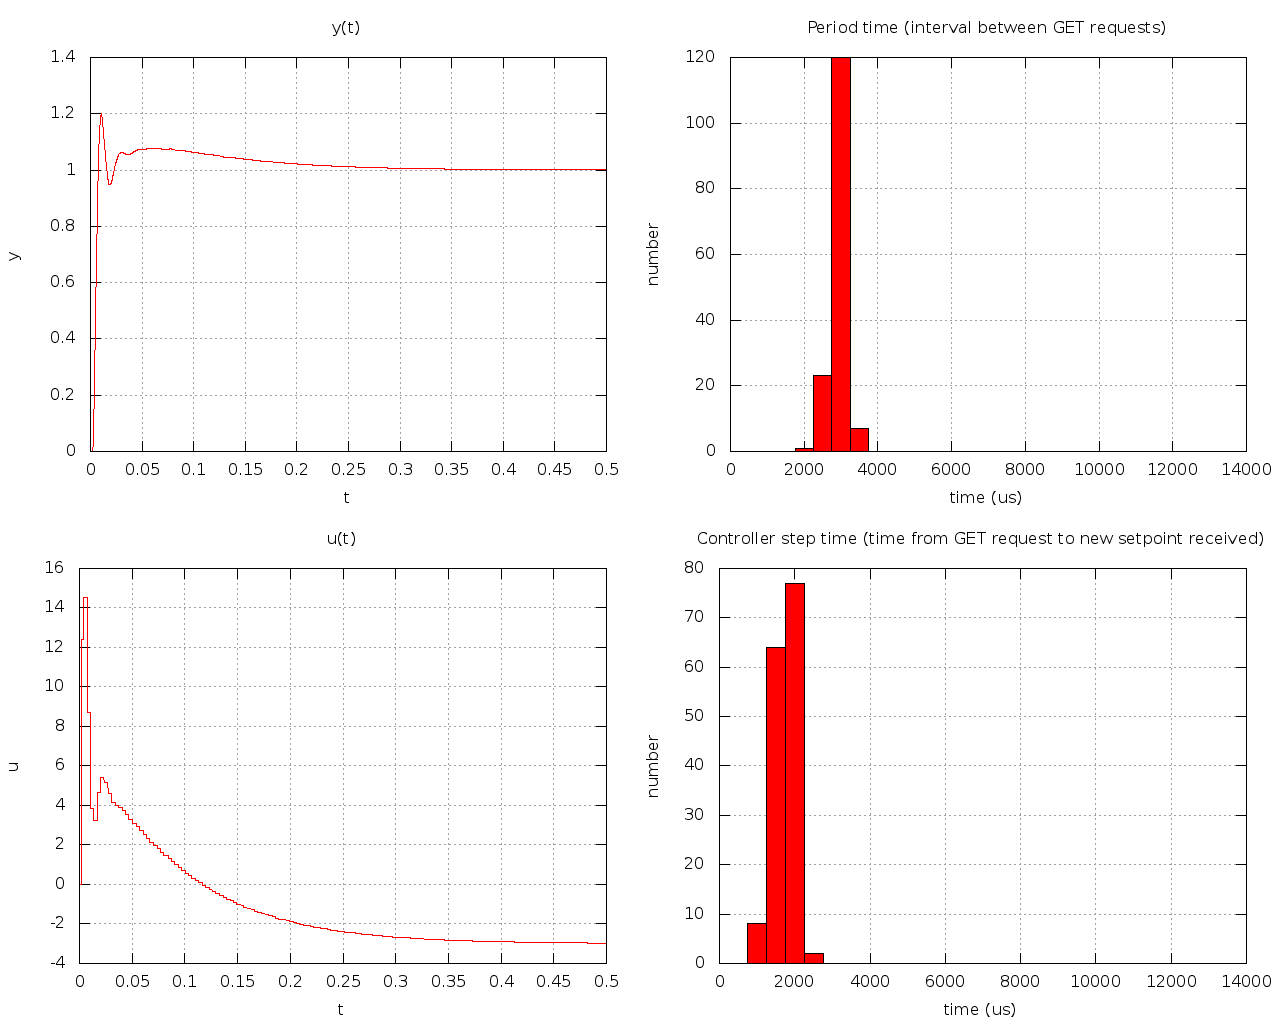 y(t)
1.4
1.2
1
0.8
0.6
0.4
0.2
0
y
0 0.05 0.1 0.15 0.2 0.25 0.3 0.35 0.4 0.45 0.5
t
Period time (interval between GET requests)
120
100
80
60
40
20
0
number
0 2000 4000 6000 8000 10000 12000 14000
time (us)
u(t)
16
14
12
10
8
6
4
2
0
-2
-4
u
0 0.05 0.1 0.15 0.2 0.25 0.3 0.35 0.4 0.45 0.5
t
Controller step time (time from GET request to new setpoint received)
80
70
60
50
40
30
20
10
0
number
0 2000 4000 6000 8000 10000 12000 14000
time (us)